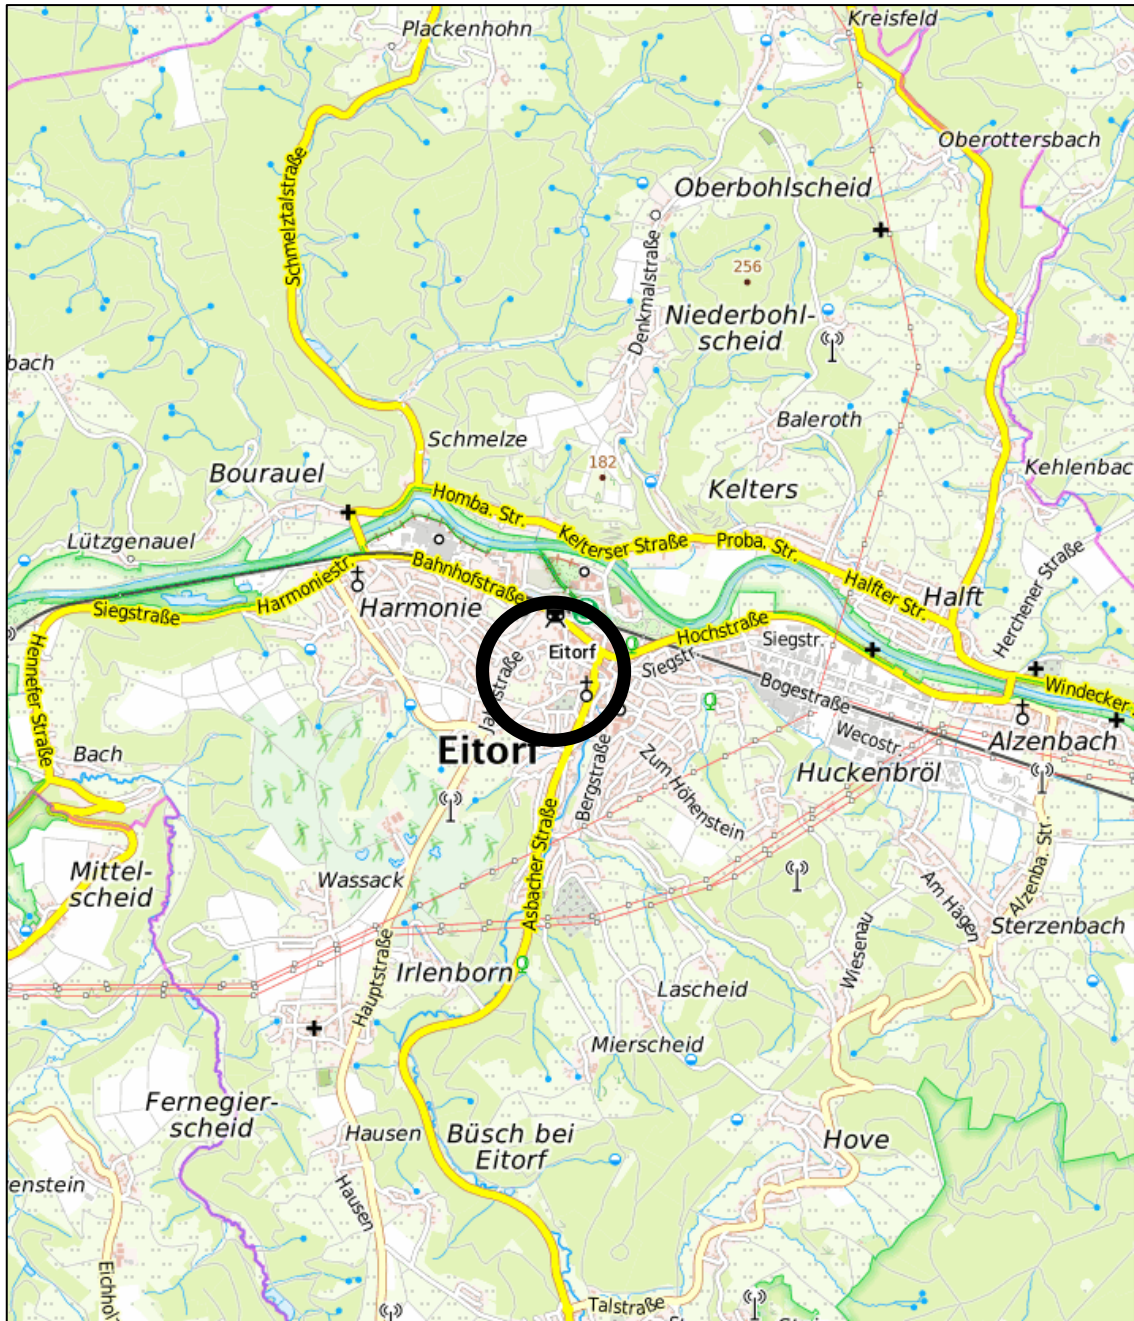 Plackenhohn
Kreisfeld
Oberottersbach
Schmelztalstraße
Oberbohlscheid
256
Denkmalstraße
Niederbohl-
scheid
bach
Baleroth
Schmelze
Bourauel
182
Kelters
Kehlenbac
Homba. Str.
Kelterser Straße
Proba. Str.
Lützgenauel
Harmoniestr.
Bahnhofstraße
Halfter Str.
Halft
Herchener Straße
Siegstraße
Harmonie
Hochstraße
Siegstr.
Hennefer Straße
Eitorf
Siegstr.
Bogestraße
Windecker
Eitorf
Bach
Wecostr.
Alzenbach
Huckenbröl
Bergstraße
Zum Höhenstein
Mittel-
scheid
Wassack
Asbacher Straße
Am Hägen
Alzenba. Str.
Sterzenbach
Hauptstraße
Irlenborn
Wiesenau
Lascheid
Mierscheid
Fernegier-
scheid
Hausen
Büsch bei
Eitorf
Hove
enstein
Hausen
Talstraße